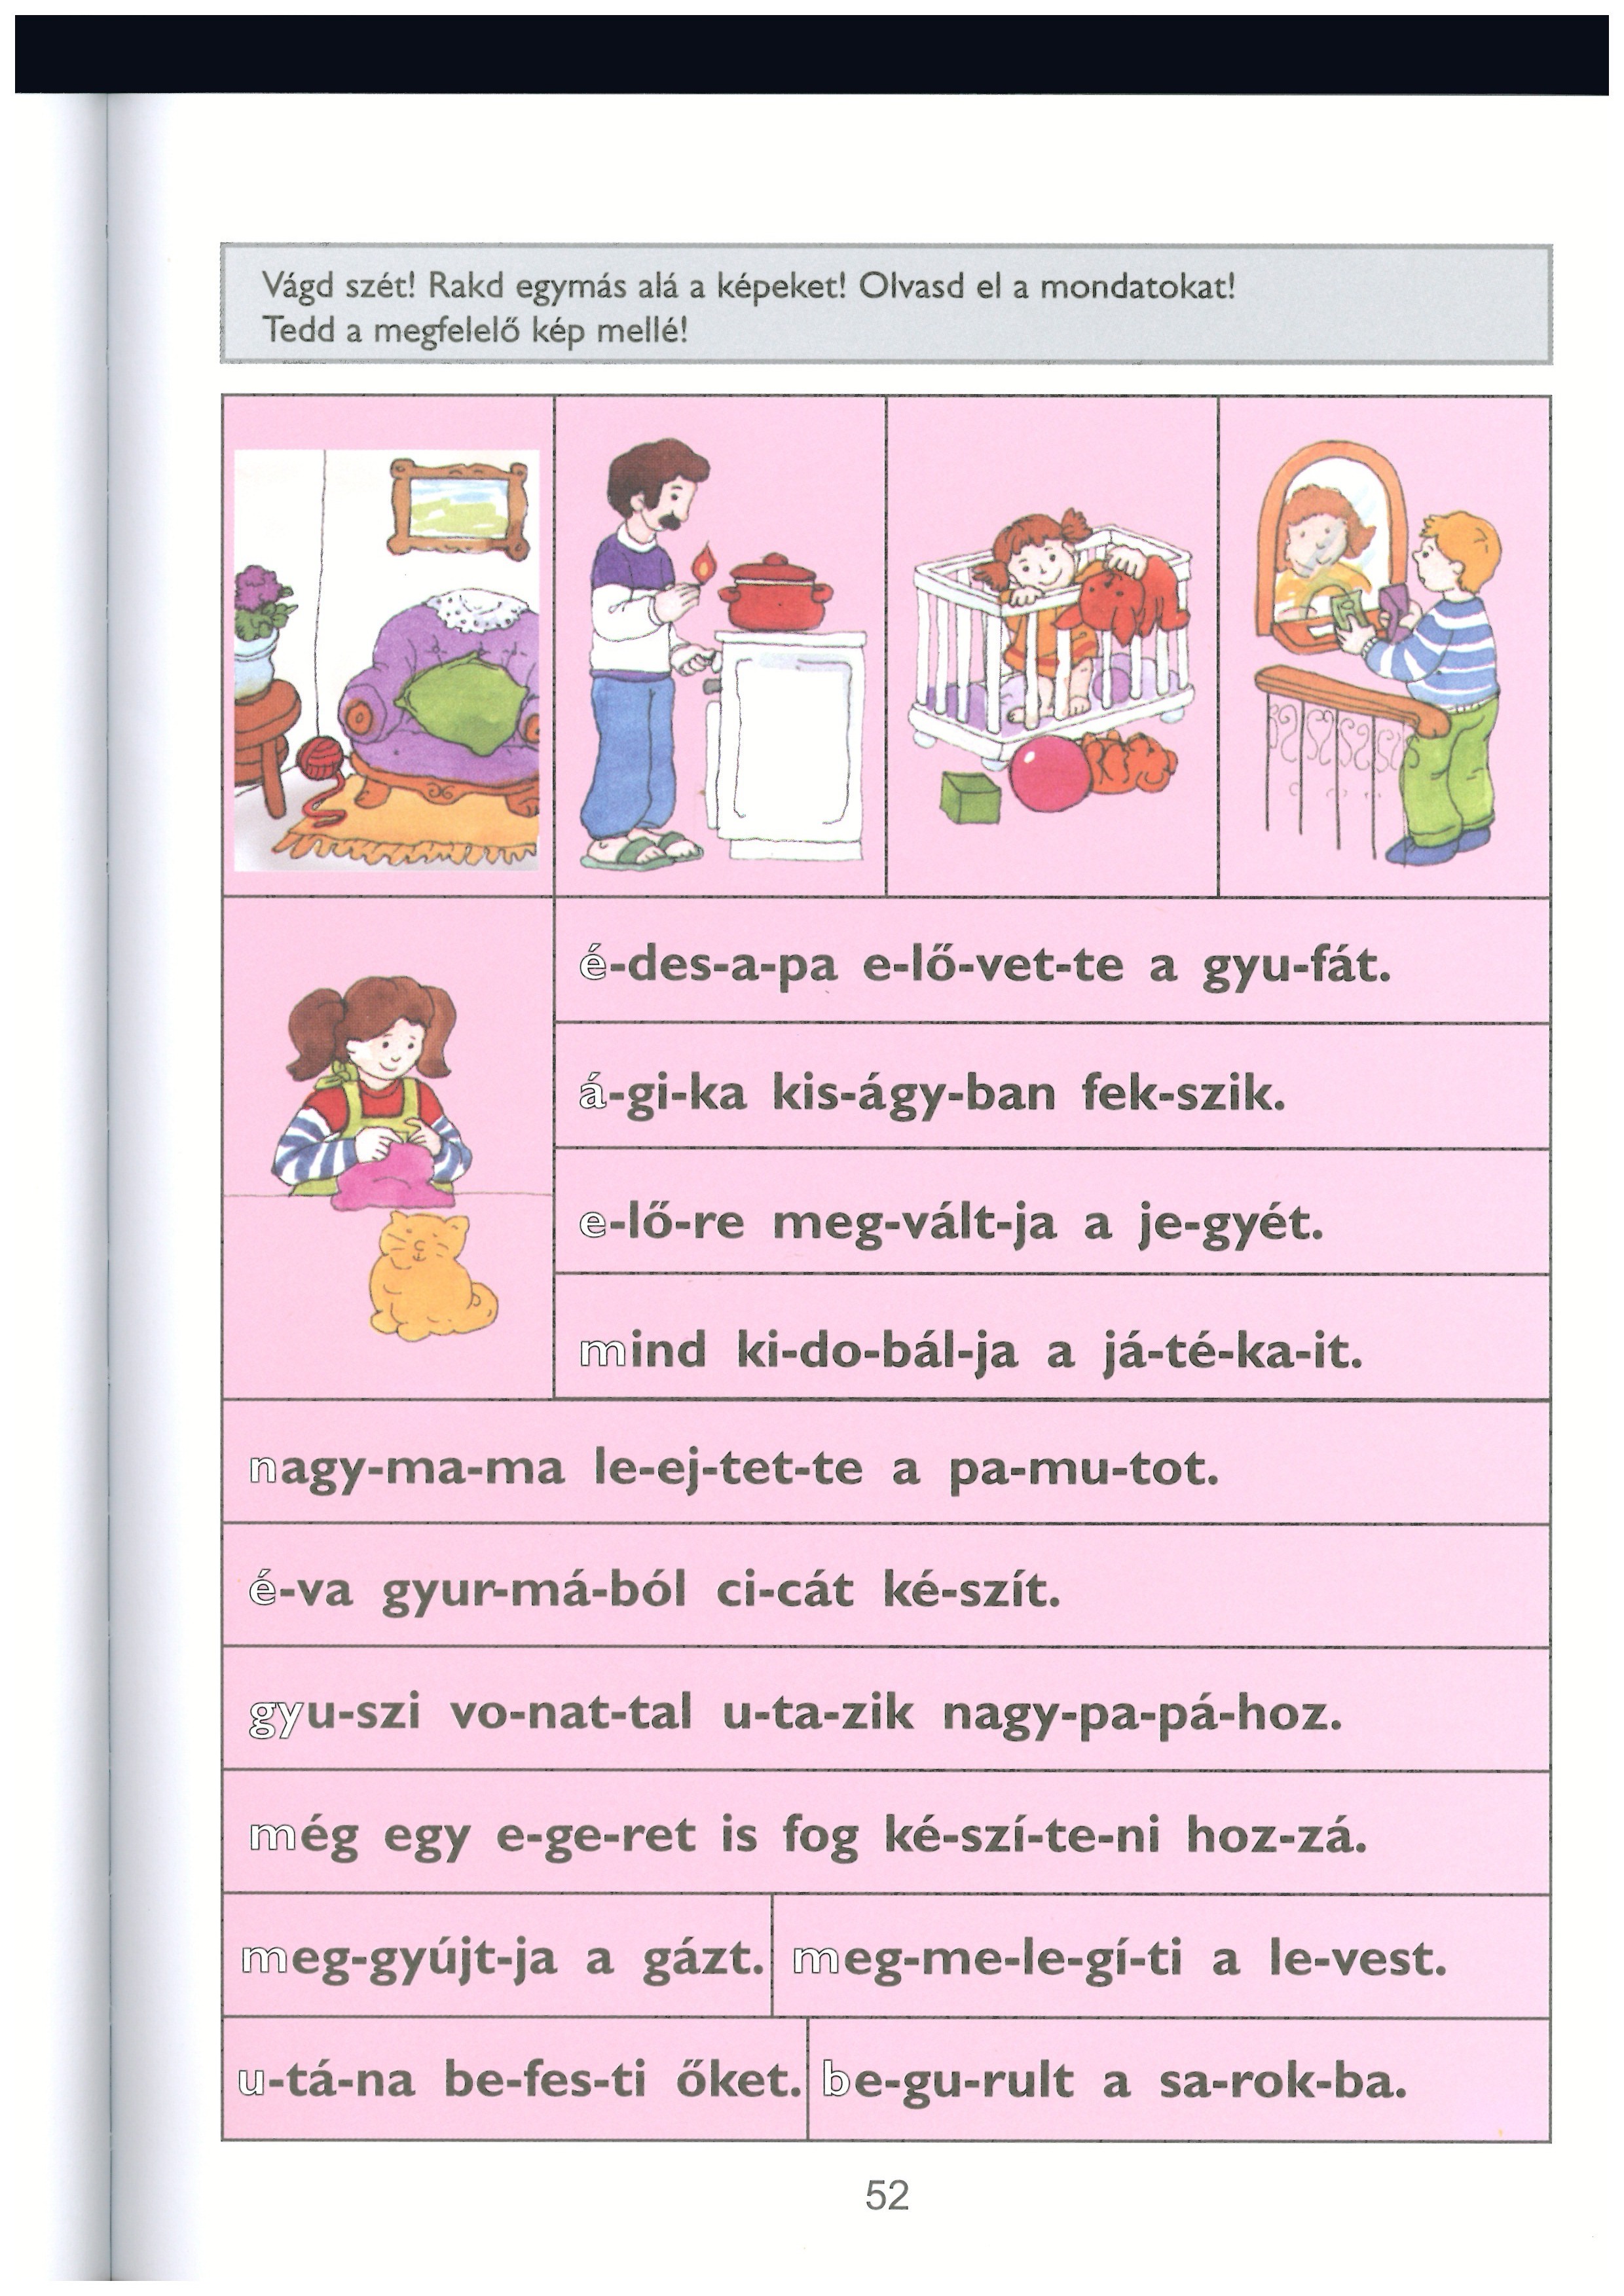 Vágd szét! Rakd egymás alá a képeket! Olvasd el a mondatokat!
Tedd a megfelelő kép mellé!
é-des-a-pa e-lő-vet-te a gyu-fát.
á-gi-ka kis-ágy-ban fek-szik.
e-lő-re meg-vált-ja a je-gyét.
mind ki-do-bál-ja a já-té-ka-it.
nagy-ma-ma le-ej-tet-te a pa-mu-tot.
é-va gyur-má-ból ci-cát ké-szít.
gyu-szi vo-nat-tal u-ta-zik nagy-pa-pá-hoz.
még egy e-ge-ret is fog ké-szí-te-ni hoz-zá.
meg-gyújt-ja a gázt.
meg-me-le-gí-ti a le-vest.
u-tá-na be-fes-ti őket.
be-gu-rult a sa-rok-ba.
52